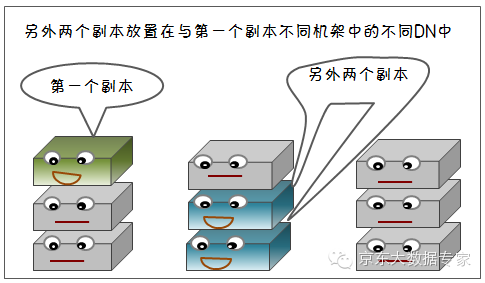 另外两个副本放置在与第一个副本不同机架中的不同DN中
第一个副本
另外两个副本
京东大数据专家